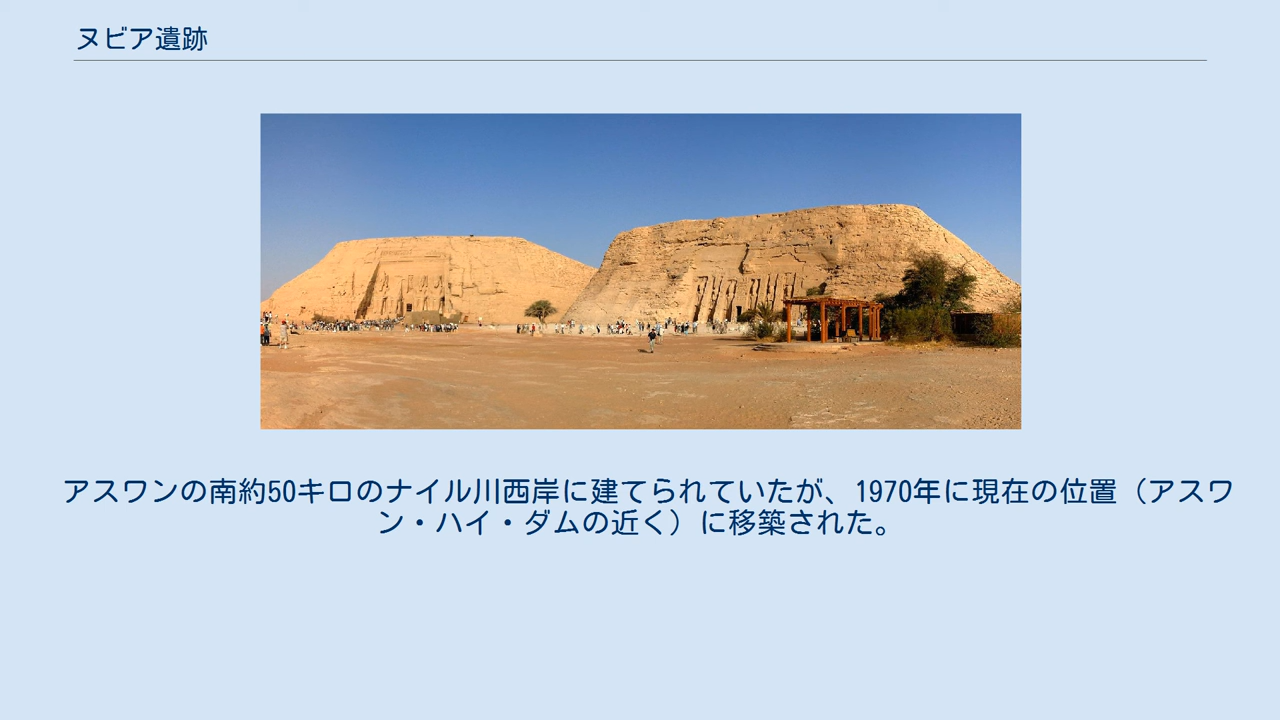 ヌビア遺跡
アスワンの南約50キロのナイル川西岸に建てられていたが、1970年に現在の位置（アスワ
ン・ハイ・ダムの近く）に移築された。